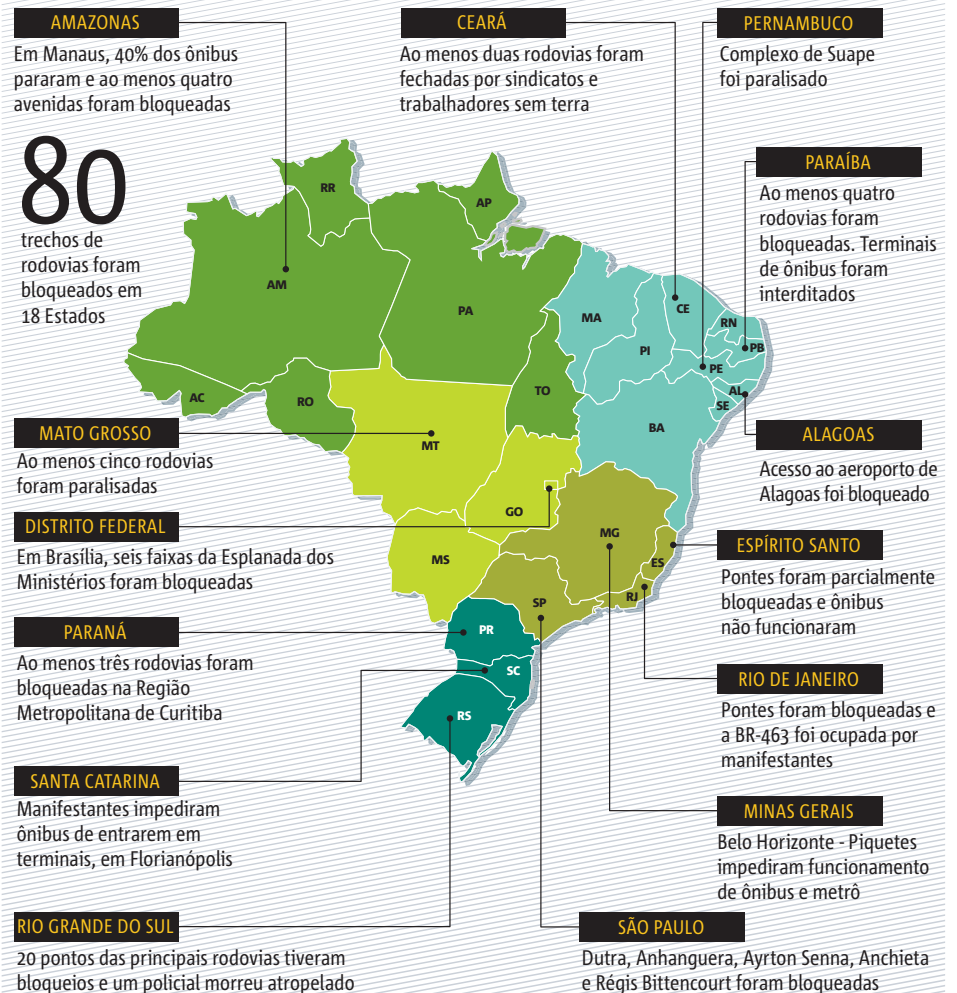 AMAZONAS
Em Manaus, 40% dos ônibus
pararam e ao menos quatro
avenidas foram bloqueadas
CEARÁ
Ao menos duas rodovias foram
fechadas por sindicatos e
trabalhadores sem terra
PERNAMBUCO
Complexo de Suape
foi paralisado
80
trechos de
rodovias foram
bloqueados em
18 Estados
PARAÍBA
Ao menos quatro
rodovias foram
bloqueadas. Terminais
de ônibus foram
interditados
RR
AP
AM
PA
MA
CE
RN
PB
PI
PE
AL
SE
AC
RO
TO
BA
MT
GO
MG
ES
MS
SP
RJ
PR
SC
RS
MATO GROSSO
Ao menos cinco rodovias
foram paralisadas
ALAGOAS
Acesso ao aeroporto de
Alagoas foi bloqueado
DISTRITO FEDERAL
Em Brasília, seis faixas da Esplanada dos
Ministérios foram bloqueadas
ESPÍRITO SANTO
Pontes foram parcialmente
bloqueadas e ônibus
não funcionaram
PARANÁ
Ao menos três rodovias foram
bloqueadas na Região
Metropolitana de Curitiba
RIO DE JANEIRO
Pontes foram bloqueadas e
a BR-463 foi ocupada por
manifestantes
SANTA CATARINA
Manifestantes impediram
ônibus de entrarem em
terminais, em Florianópolis
MINAS GERAIS
Belo Horizonte - Piquetes
impediram funcionamento
de ônibus e metrô
RIO GRANDE DO SUL
20 pontos das principais rodovias tiveram
bloqueios e um policial morreu atropelado
SÃO PAULO
Dutra, Anhanguera, Ayrton Senna, Anchieta
e Régis Bittencourt foram bloqueadas